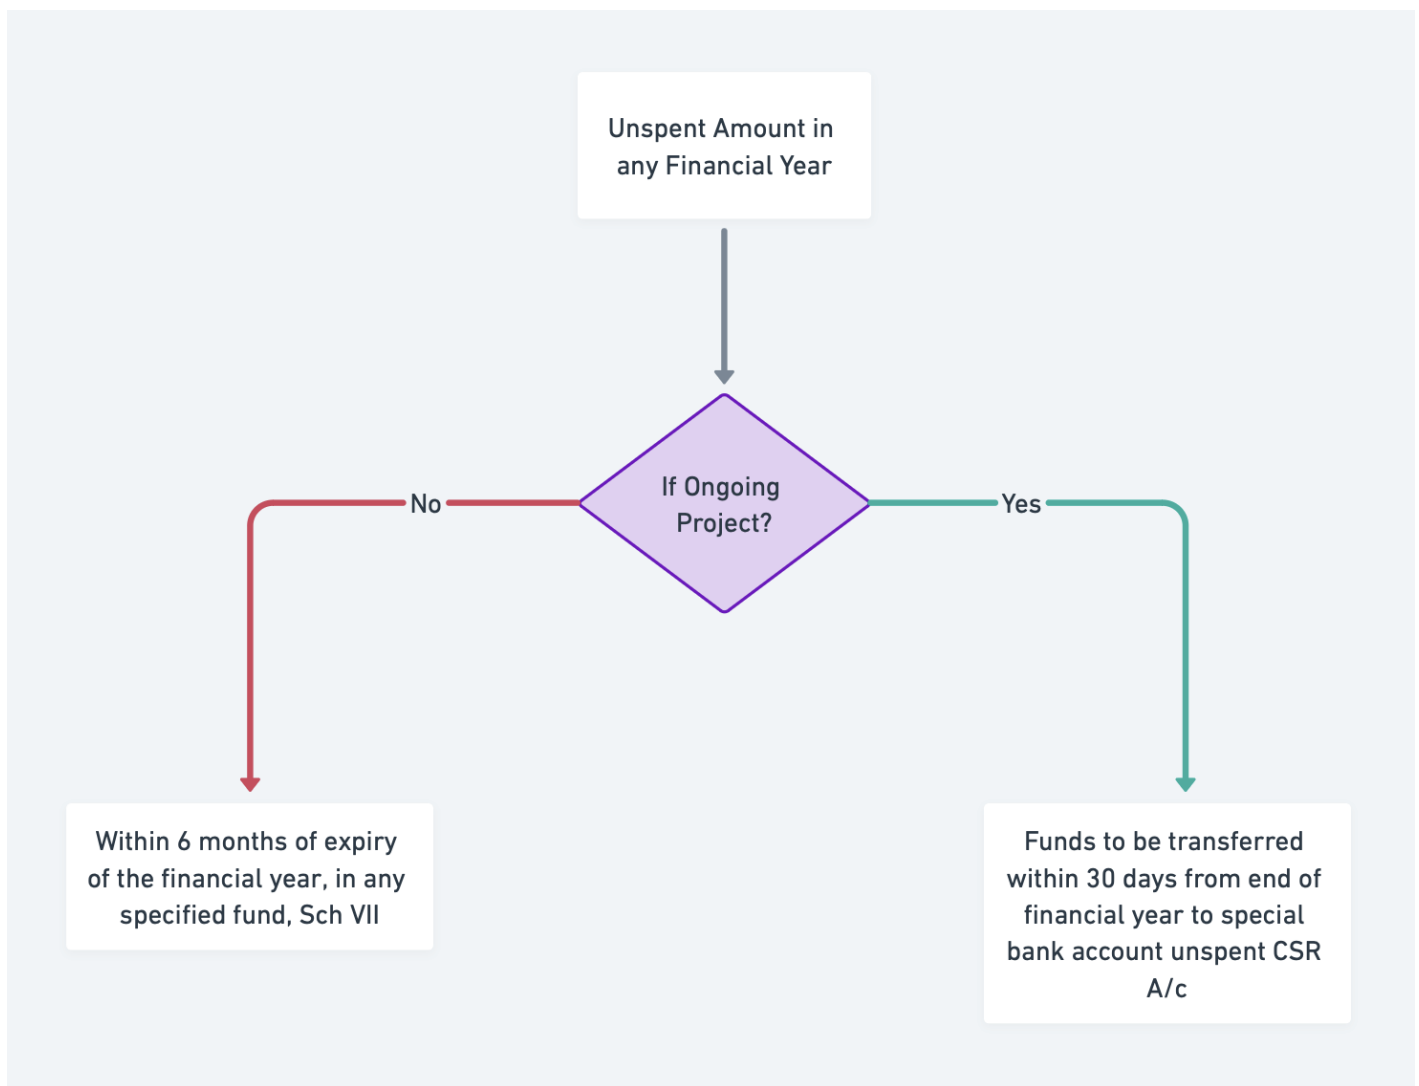 Unspent Amount in
any Financial Year
If Ongoing
Project?
No
Yes
Within 6 months of expiry
of the financial year, in any
specified fund, Sch VII
Funds to be transferred
within 30 days from end of
financial year to special
bank account unspent CSR
A/c